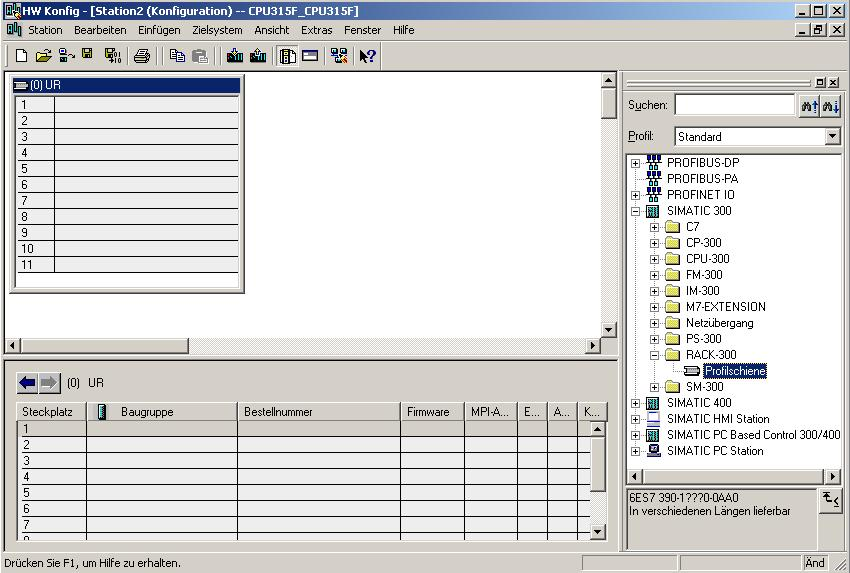 HW Konfig - [Station2 (Konfiguration) -- CPU315F_CPU315F]
Station Bearbeiten Einfügen Zielsystem Ansicht Extras Fenster Hilfe
(0) UR
1
2
3
4
5
6
7
8
9
10
11
Suchen:
Profil: Standard
PROFIBUS-DP
PROFIBUS-PA
PROFINET IO
SIMATIC 300
C7
CP-300
CPU-300
FM-300
IM-300
M7-EXTENSION
Netzübergang
PS-300
RACK-300
Profilschiene
SM-300
SIMATIC 400
SIMATIC HMI Station
SIMATIC PC Based Control 300/400
SIMATIC PC Station
6ES7 390-1???0-0AA0
In verschiedenen Längen lieferbar
(0) UR
Steckplatz Baugruppe Bestellnummer Firmware MPI-A... E... A... K...
1
2
3
4
5
6
7
Drücken Sie F1, um Hilfe zu erhalten.
Änd